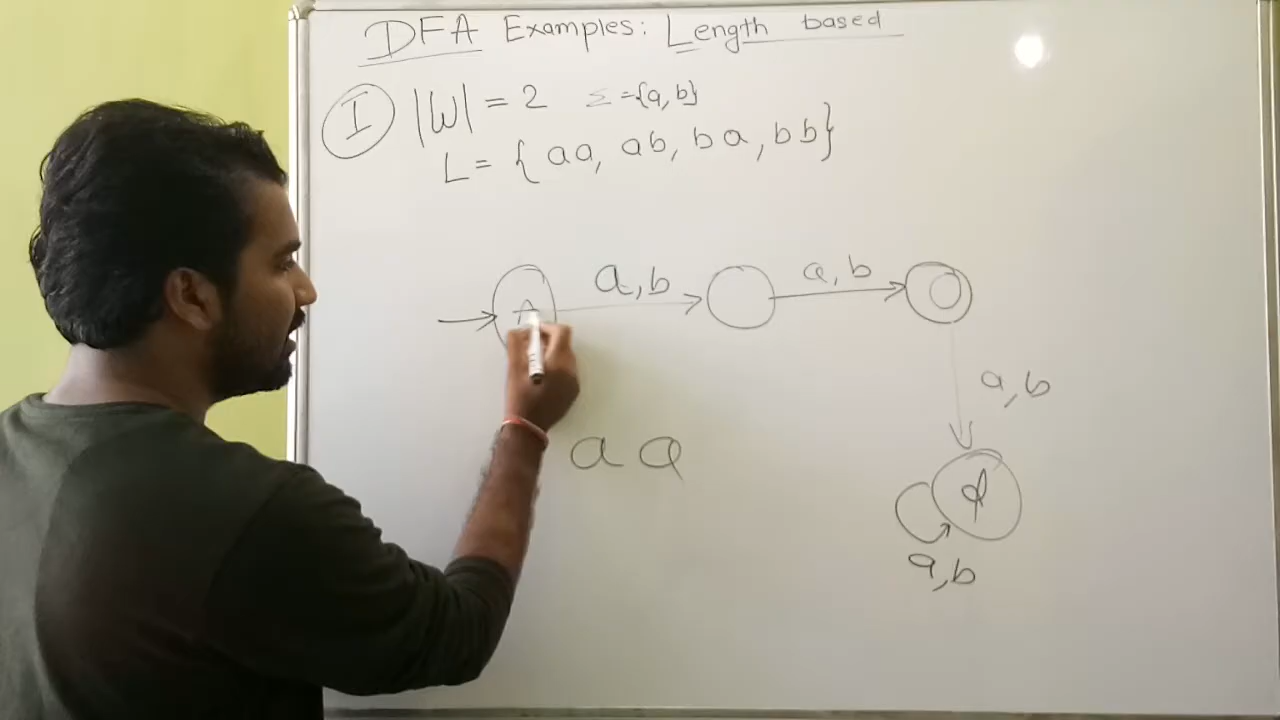 DFA Examples: Length based
I |W| = 2 Σ={a, b}
L = { aa, ab, ba, bb}
a,b a,b
A
a,b
a a
ϕ
a,b